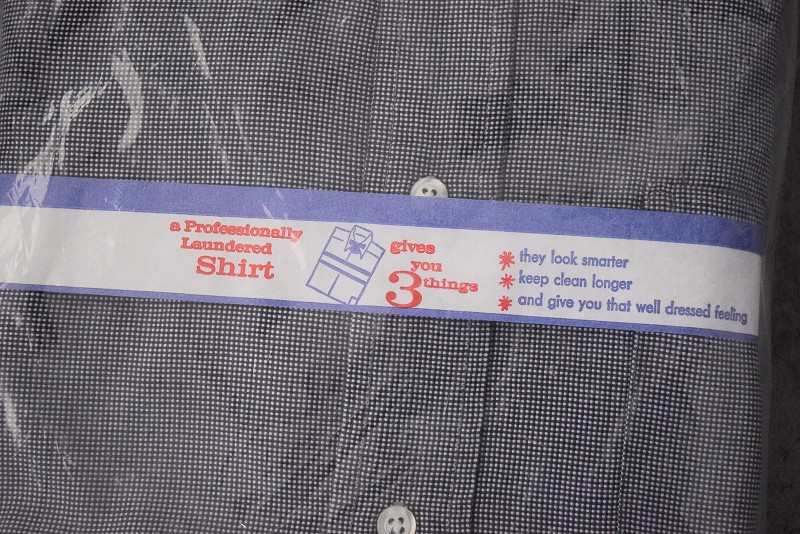 a Professionally
Laundered
Shirt
gives
you
3 things
they look smarter
keep clean longer
and give you that well dressed feeling